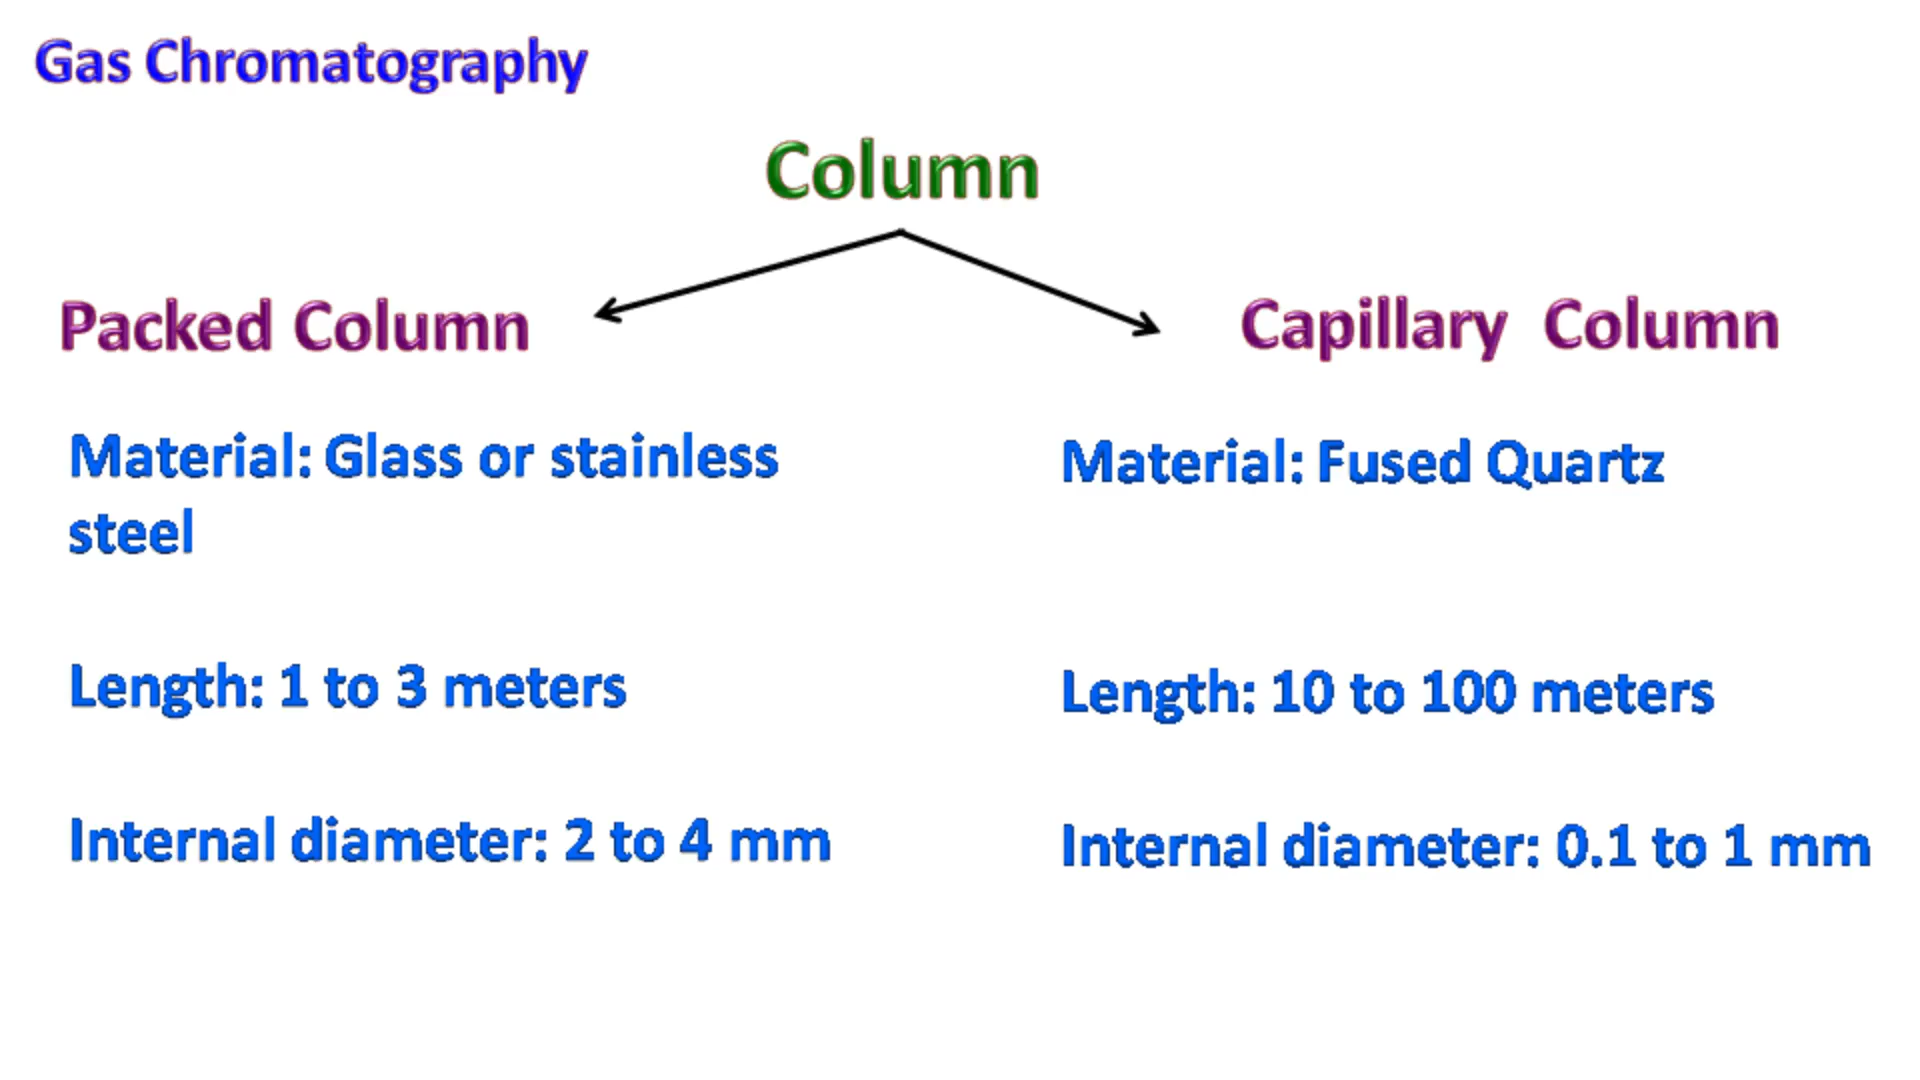 Gas Chromatography
Column
Packed Column
Material: Glass or stainless
steel
Length: 1 to 3 meters
Internal diameter: 2 to 4 mm
Capillary Column
Material: Fused Quartz
Length: 10 to 100 meters
Internal diameter: 0.1 to 1 mm